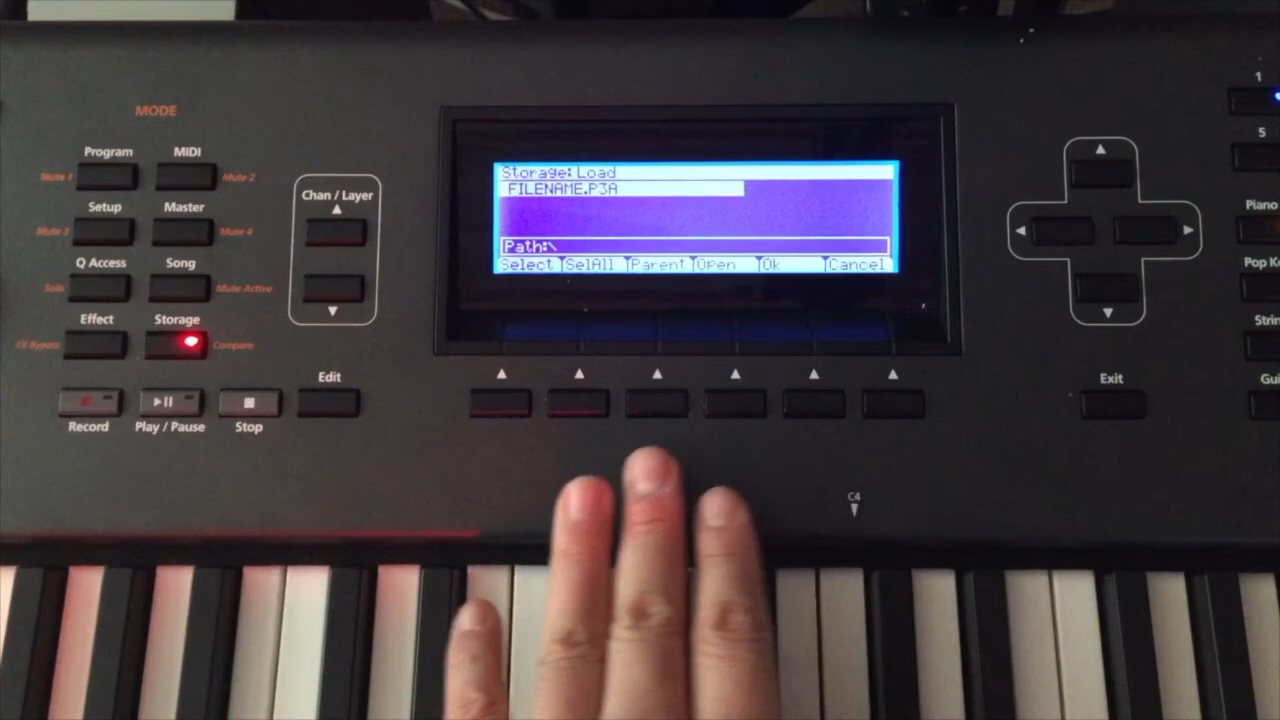 MODE
Program MIDI
Mute 1 Mute 2
Setup Master
Mute 3 Mute 4
Q Access Song
Solo Mute Active
Effect Storage
FX Bypass Compare
Record Play / Pause Stop
Edit
Chan / Layer
Storage: Load
FILENAME.P3A
Path:\
Select SelAll Parent Open Ok Cancel
C4
Exit
1
5
Piano